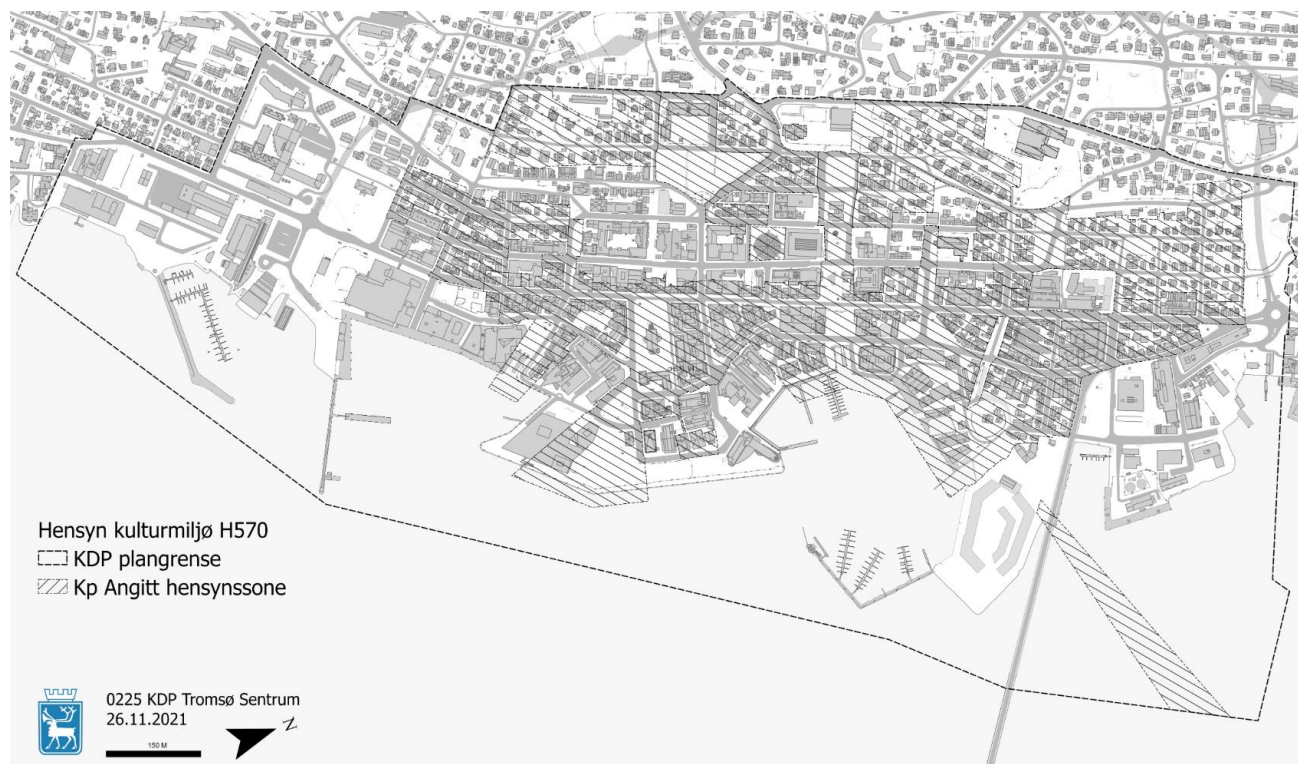 Hensyn kulturmiljø H570
KDP plangrense
Kp Angitt hensynssone
0225 KDP Tromsø Sentrum
26.11.2021
150 M
N